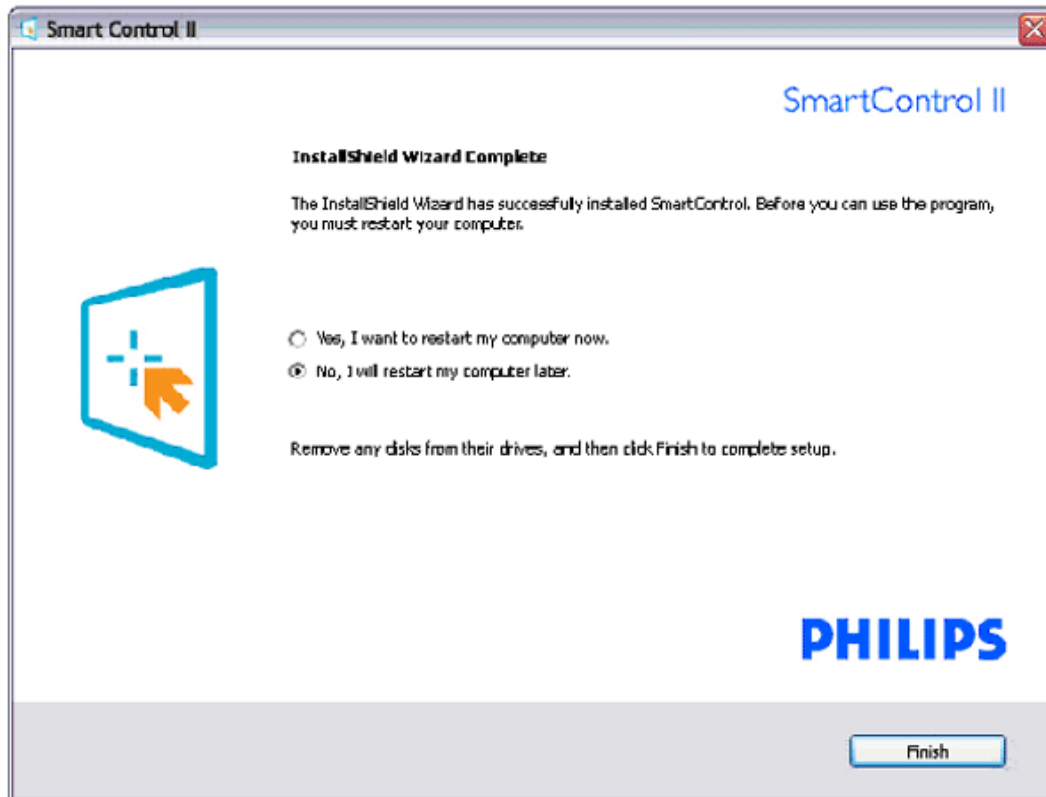 Smart Control II
SmartControl II
InstallShield Wizard Complete
The InstallShield Wizard has successfully installed SmartControl. Before you can use the program,
you must restart your computer.
Yes, I want to restart my computer now.
No, I will restart my computer later.
Remove any disks from their drives, and then click Finish to complete setup.
PHILIPS
Finish